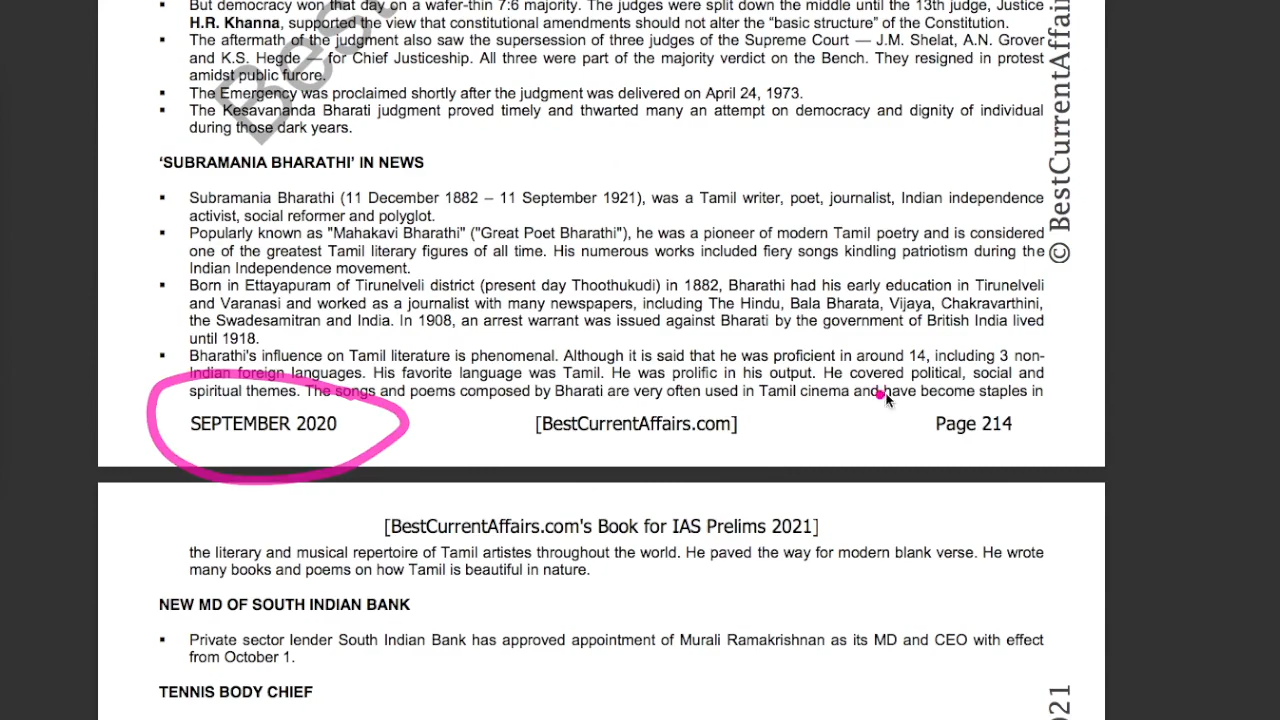 But democracy won that day on a wafer-thin 7:6 majority. The judges were split down the middle until the 13th judge, Justice
H.R. Khanna, supported the view that constitutional amendments should not alter the “basic structure” of the Constitution.
▪ The aftermath of the judgment also saw the supersession of three judges of the Supreme Court — J.M. Shelat, A.N. Grover
and K.S. Hegde — for Chief Justiceship. All three were part of the majority verdict on the Bench. They resigned in protest
amidst public furore.
▪ The Emergency was proclaimed shortly after the judgment was delivered on April 24, 1973.
▪ The Kesavananda Bharati judgment proved timely and thwarted many an attempt on democracy and dignity of individual
during those dark years.
‘SUBRAMANIA BHARATHI’ IN NEWS
▪ Subramania Bharathi (11 December 1882 – 11 September 1921), was a Tamil writer, poet, journalist, Indian independence
activist, social reformer and polyglot.
▪ Popularly known as "Mahakavi Bharathi" ("Great Poet Bharathi"), he was a pioneer of modern Tamil poetry and is considered
one of the greatest Tamil literary figures of all time. His numerous works included fiery songs kindling patriotism during the
Indian Independence movement.
▪ Born in Ettayapuram of Tirunelveli district (present day Thoothukudi) in 1882, Bharathi had his early education in Tirunelveli
and Varanasi and worked as a journalist with many newspapers, including The Hindu, Bala Bharata, Vijaya, Chakravarthini,
the Swadesamitran and India. In 1908, an arrest warrant was issued against Bharati by the government of British India lived
until 1918.
▪ Bharathi's influence on Tamil literature is phenomenal. Although it is said that he was proficient in around 14, including 3 non-
Indian foreign languages. His favorite language was Tamil. He was prolific in his output. He covered political, social and
spiritual themes. The songs and poems composed by Bharati are very often used in Tamil cinema and have become staples in
SEPTEMBER 2020 [BestCurrentAffairs.com] Page 214
[BestCurrentAffairs.com's Book for IAS Prelims 2021]
the literary and musical repertoire of Tamil artistes throughout the world. He paved the way for modern blank verse. He wrote
many books and poems on how Tamil is beautiful in nature.
NEW MD OF SOUTH INDIAN BANK
▪ Private sector lender South Indian Bank has approved appointment of Murali Ramakrishnan as its MD and CEO with effect
from October 1.
TENNIS BODY CHIEF
Best
© BestCurrentAffair
021